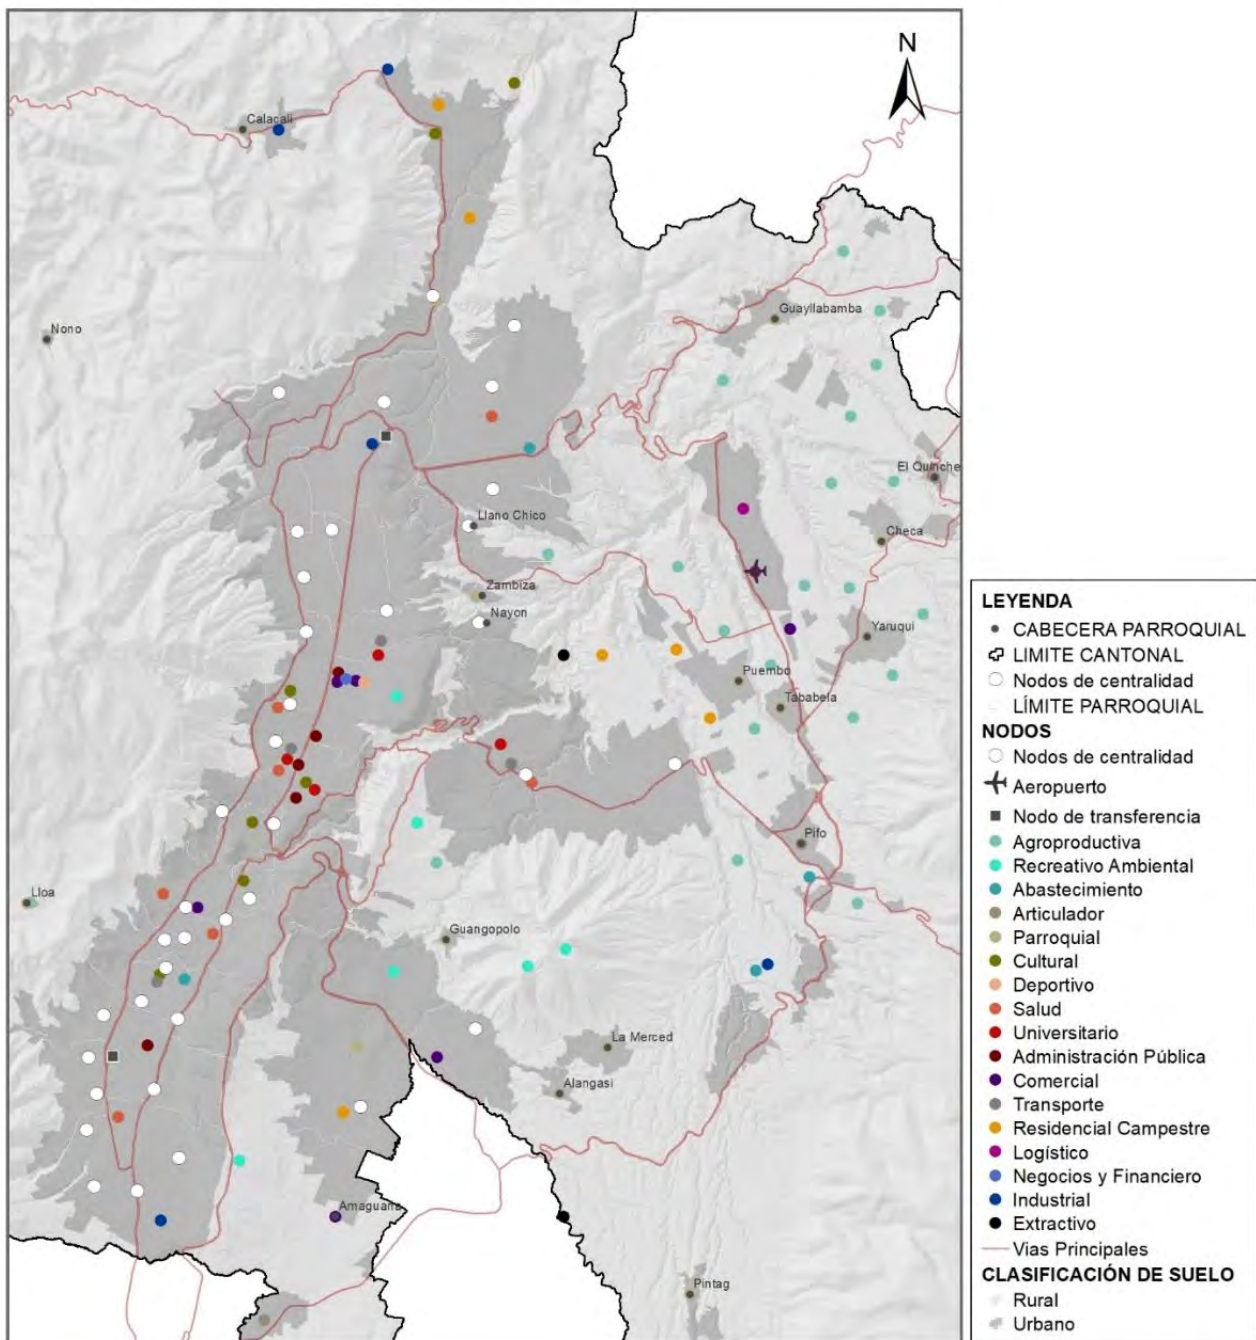 N
Calacali
Nono
Guayllabamba
El Quinche
Llano Chico
Checa
Zambiza
Nayon
Yaruqui
Puembo
Tababela
Pifo
Lloa
Guangopolo
La Merced
Alangasi
Amaguaña
Pintag
LEYENDA
CABECERA PARROQUIAL
LIMITE CANTONAL
Nodos de centralidad
LÍMITE PARROQUIAL
NODOS
Nodos de centralidad
Aeropuerto
Nodo de transferencia
Agroproductiva
Recreativo Ambiental
Abastecimiento
Articulador
Parroquial
Cultural
Deportivo
Salud
Universitario
Administración Pública
Comercial
Transporte
Residencial Campestre
Logístico
Negocios y Financiero
Industrial
Extractivo
Vias Principales
CLASIFICACIÓN DE SUELO
Rural
Urbano